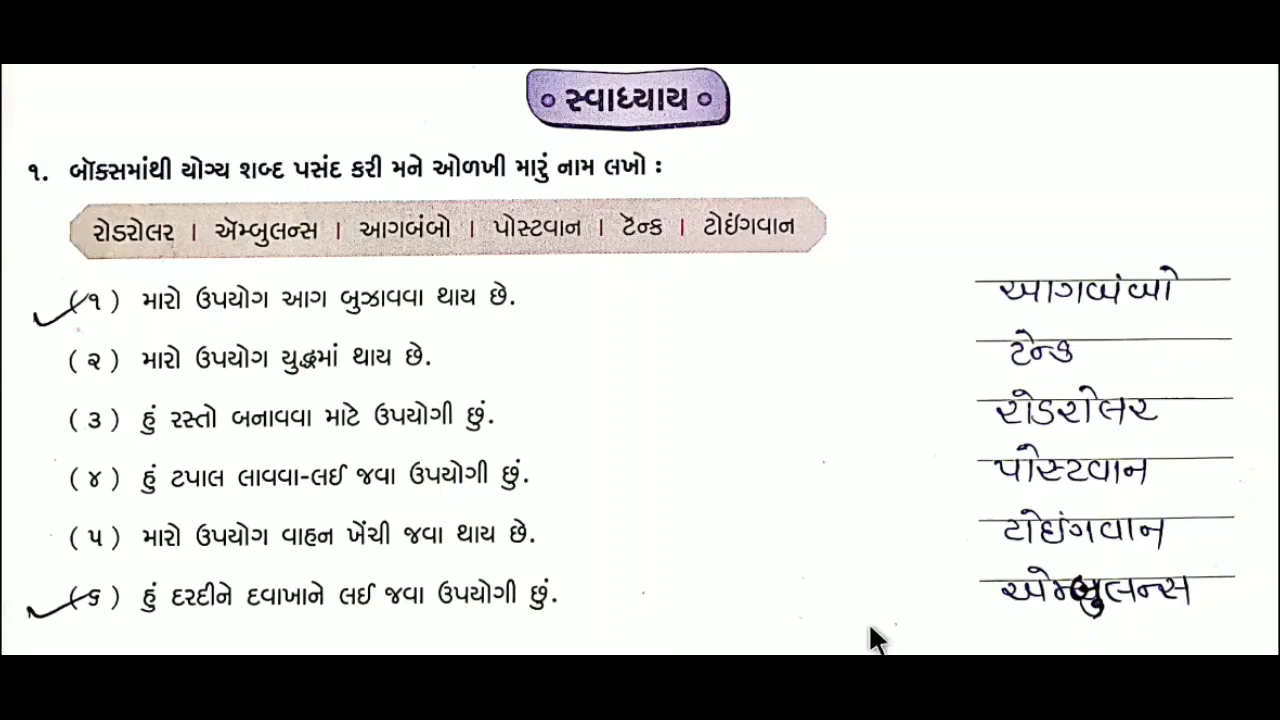 સ્વાધ્યાય
૧. બૉક્સમાંથી યોગ્ય શબ્દ પસંદ કરી મને ઓળખી મારું નામ લખો :
રોડરોલર | ઍમ્બુલન્સ | આગબંબો | પોસ્ટવાન | ટૅન્ક | ટોઈંગવાન
(૧) મારો ઉપયોગ આગ બુઝાવવા થાય છે. આગબંબો
(૨) મારો ઉપયોગ યુદ્ધમાં થાય છે. ટેન્ક
(૩) હું રસ્તો બનાવવા માટે ઉપયોગી છું. રોડરોલર
(૪) હું ટપાલ લાવવા-લઈ જવા ઉપયોગી છું. પોસ્ટવાન
(૫) મારો ઉપયોગ વાહન ખેંચી જવા થાય છે. ટોઇંગવાન
(૬) હું દરદીને દવાખાને લઈ જવા ઉપયોગી છું. એમ્બુલન્સ